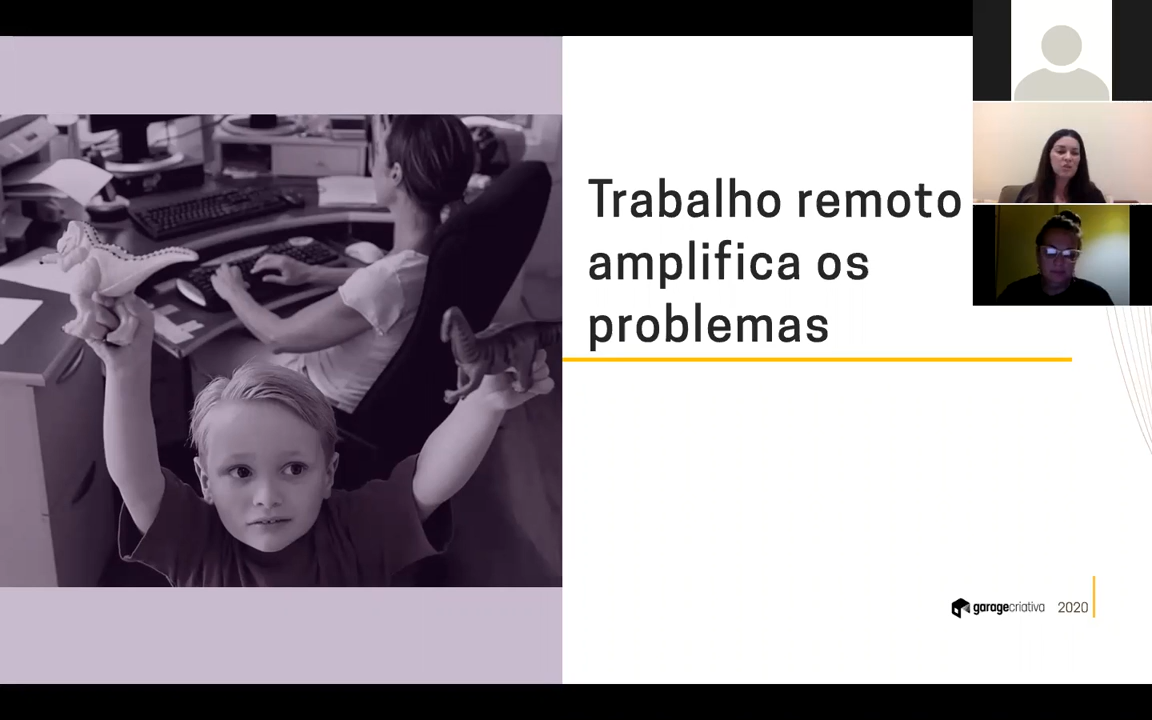 Trabalho remoto
amplifica os
problemas
garagecriativa 2020